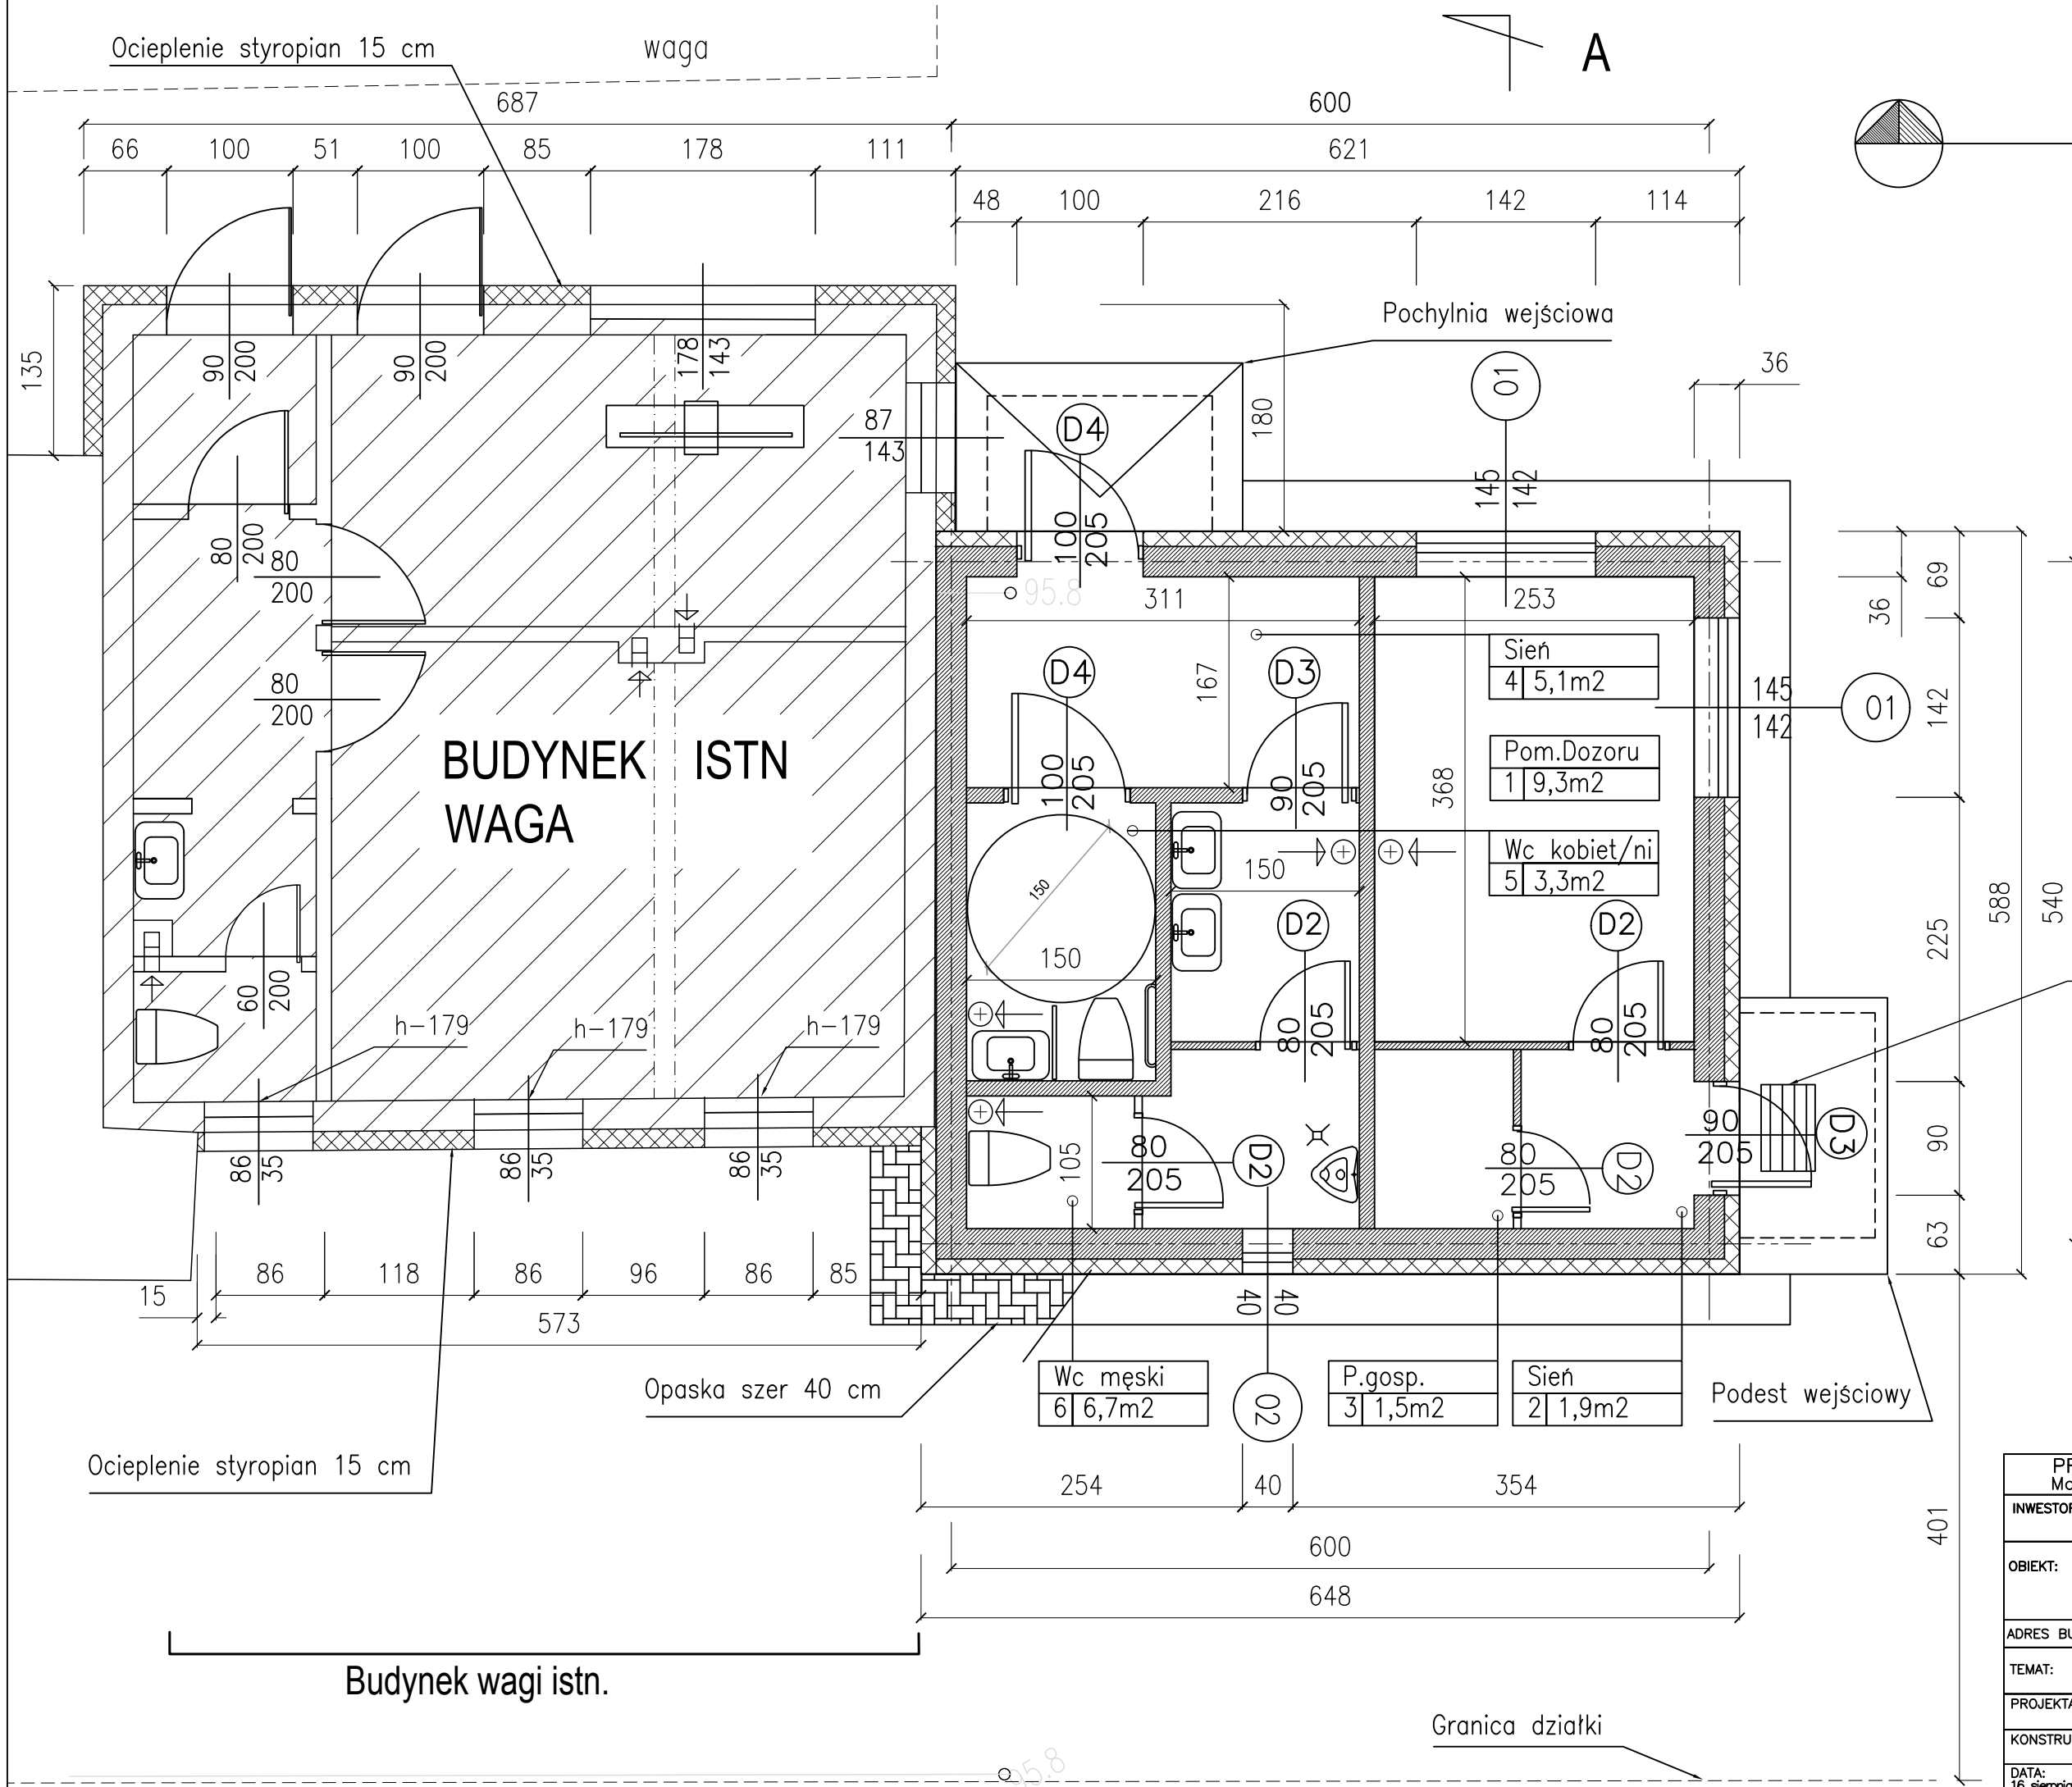 Ocieplenie styropian 15 cm
waga
A
687
600
66 100 51 100 85 178 111
621
48 100 216 142 114
135
90
200
90
200
178
143
Pochylnia wejściowa
36
180
87
143
D4
01
145
142
100
205
95.8
311
253
80
200
80
200
80
200
D4
D3
167
368
Sień
4 5,1m2
Pom.Dozoru
1 9,3m2
Wc kobiet/ni
5 3,3m2
145
142
01
36
69
142
225
90
63
588
540
401
BUDYNEK ISTN
WAGA
100
205
90
205
150
150
150
D2
D2
80
205
80
205
60
200
h-179
h-179
h-179
86
35
86
35
86
35
105
80
205
D2
80
205
D2
90
205
D3
86 118 86 96 86 85
15
573
40
40
Opaska szer 40 cm
Wc męski
6 6,7m2
02
P.gosp.
3 1,5m2
Sień
2 1,9m2
Podest wejściowy
Ocieplenie styropian 15 cm
254 40 354
600
648
Budynek wagi istn.
Granica działki
95.8
OBIEKT:
TEMAT:
DATA: